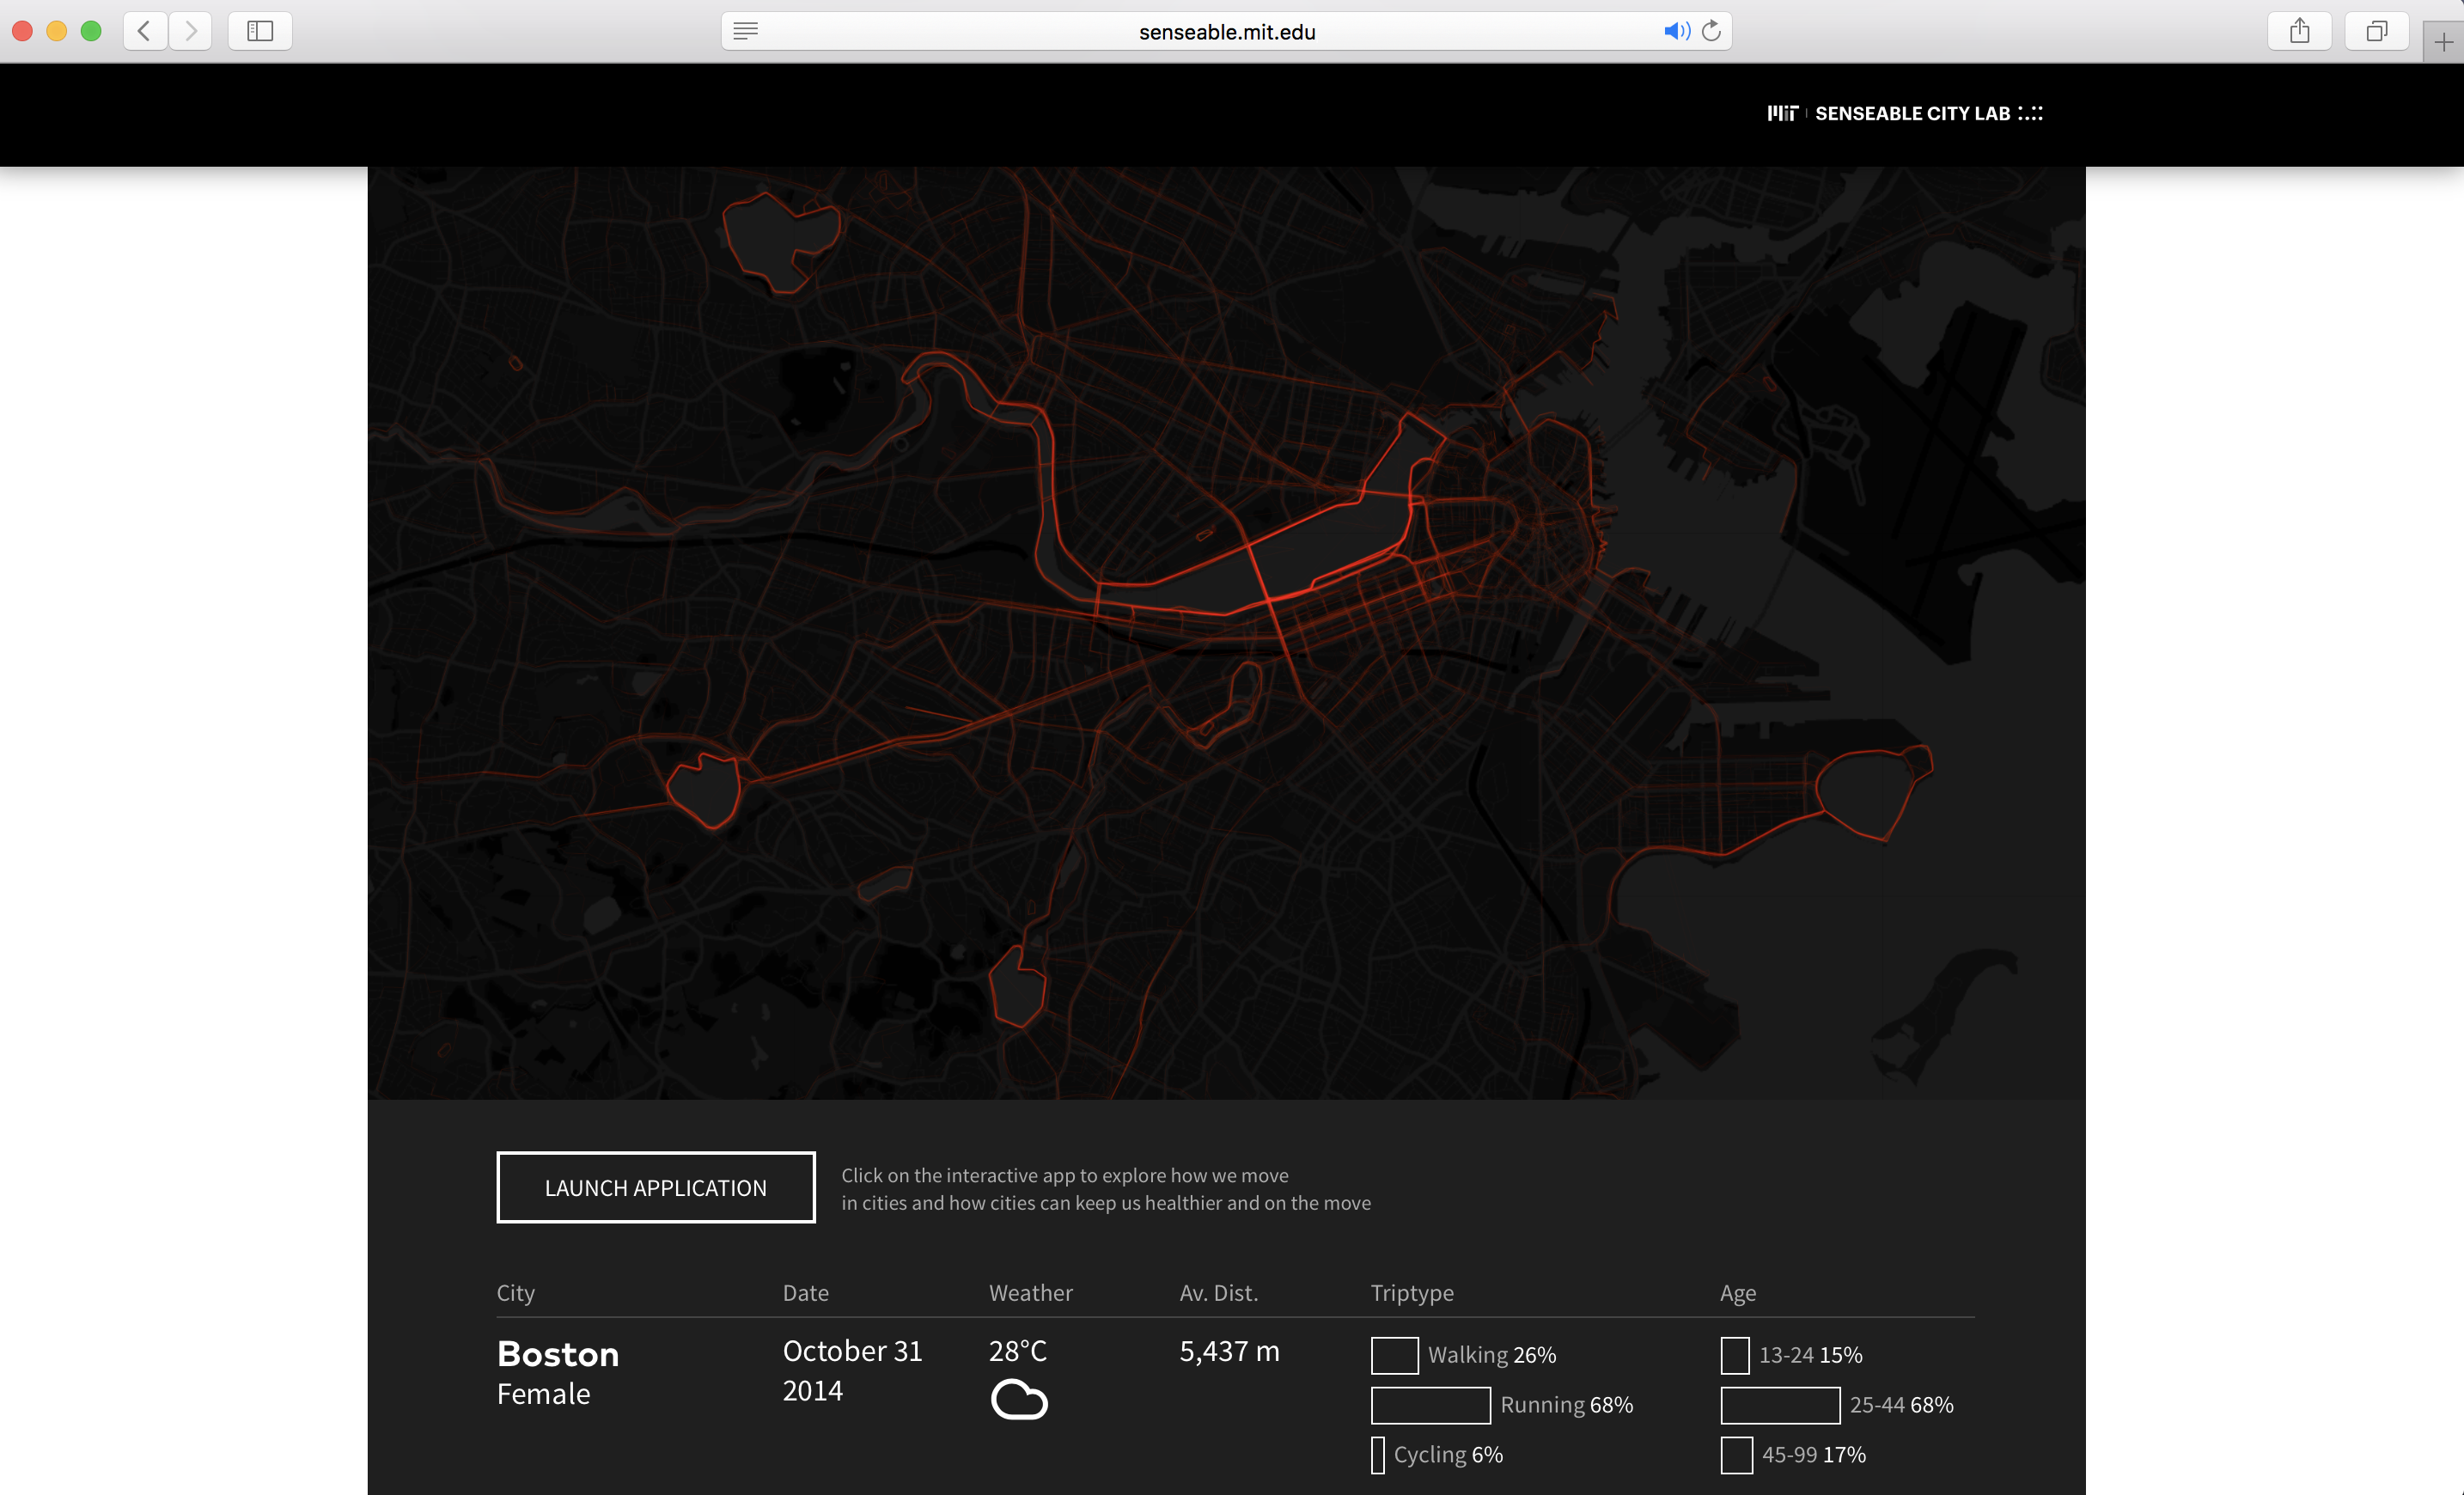 senseable.mit.edu
MIT SENSEABLE CITY LAB
LAUNCH APPLICATION
Click on the interactive app to explore how we move
in cities and how cities can keep us healthier and on the move
City Date Weather Av. Dist. Triptype Age
Boston
Female
October 31
2014
28°C
5,437 m
Walking 26%
Running 68%
Cycling 6%
13-24 15%
25-44 68%
45-99 17%